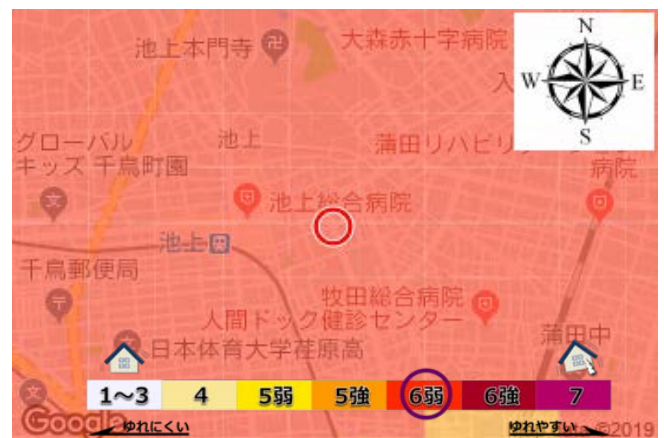 池上本門寺
大森赤十字病院
N
W
E
S
入
グローバル
キッズ 千鳥町園
池上
蒲田リハビリ
病院
池上総合病院
池上
千鳥郵便局
牧田総合病院
人間ドック健診センター
蒲田中
日本体育大学荏原高
1～3 4 5弱 5強 6弱 6強 7
Google
ゆれにくい
ゆれやすい
©2019